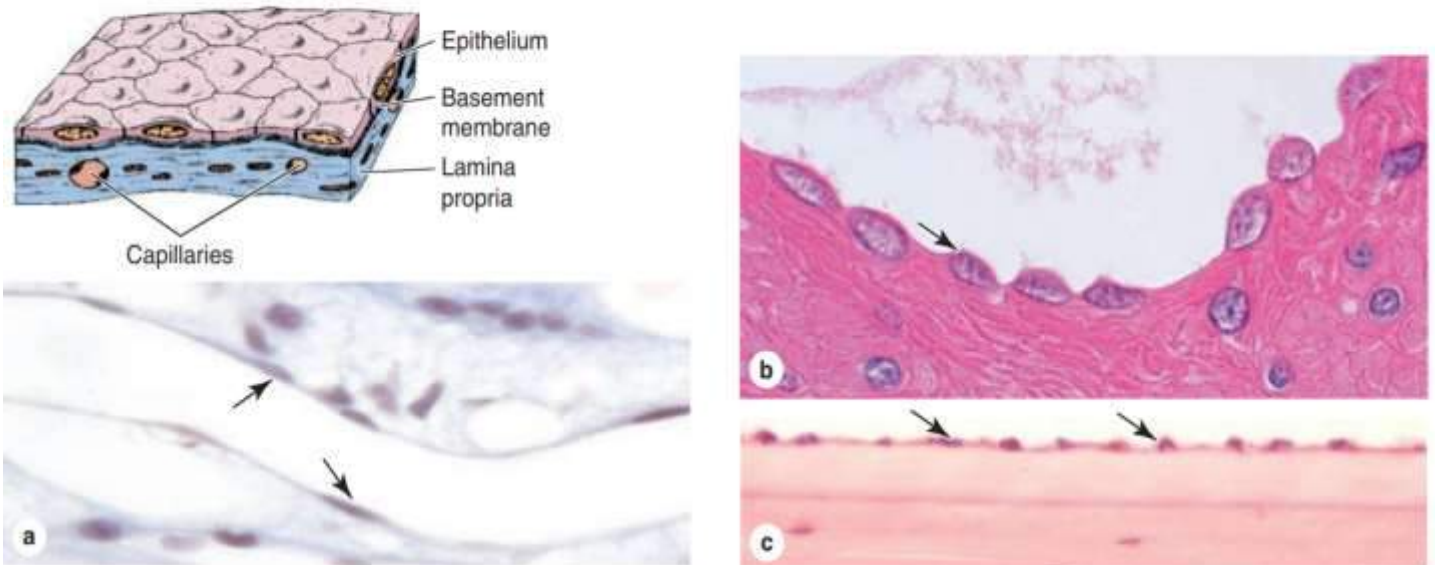 Epithelium
Basement
membrane
Lamina
propria
Capillaries
a
b
c